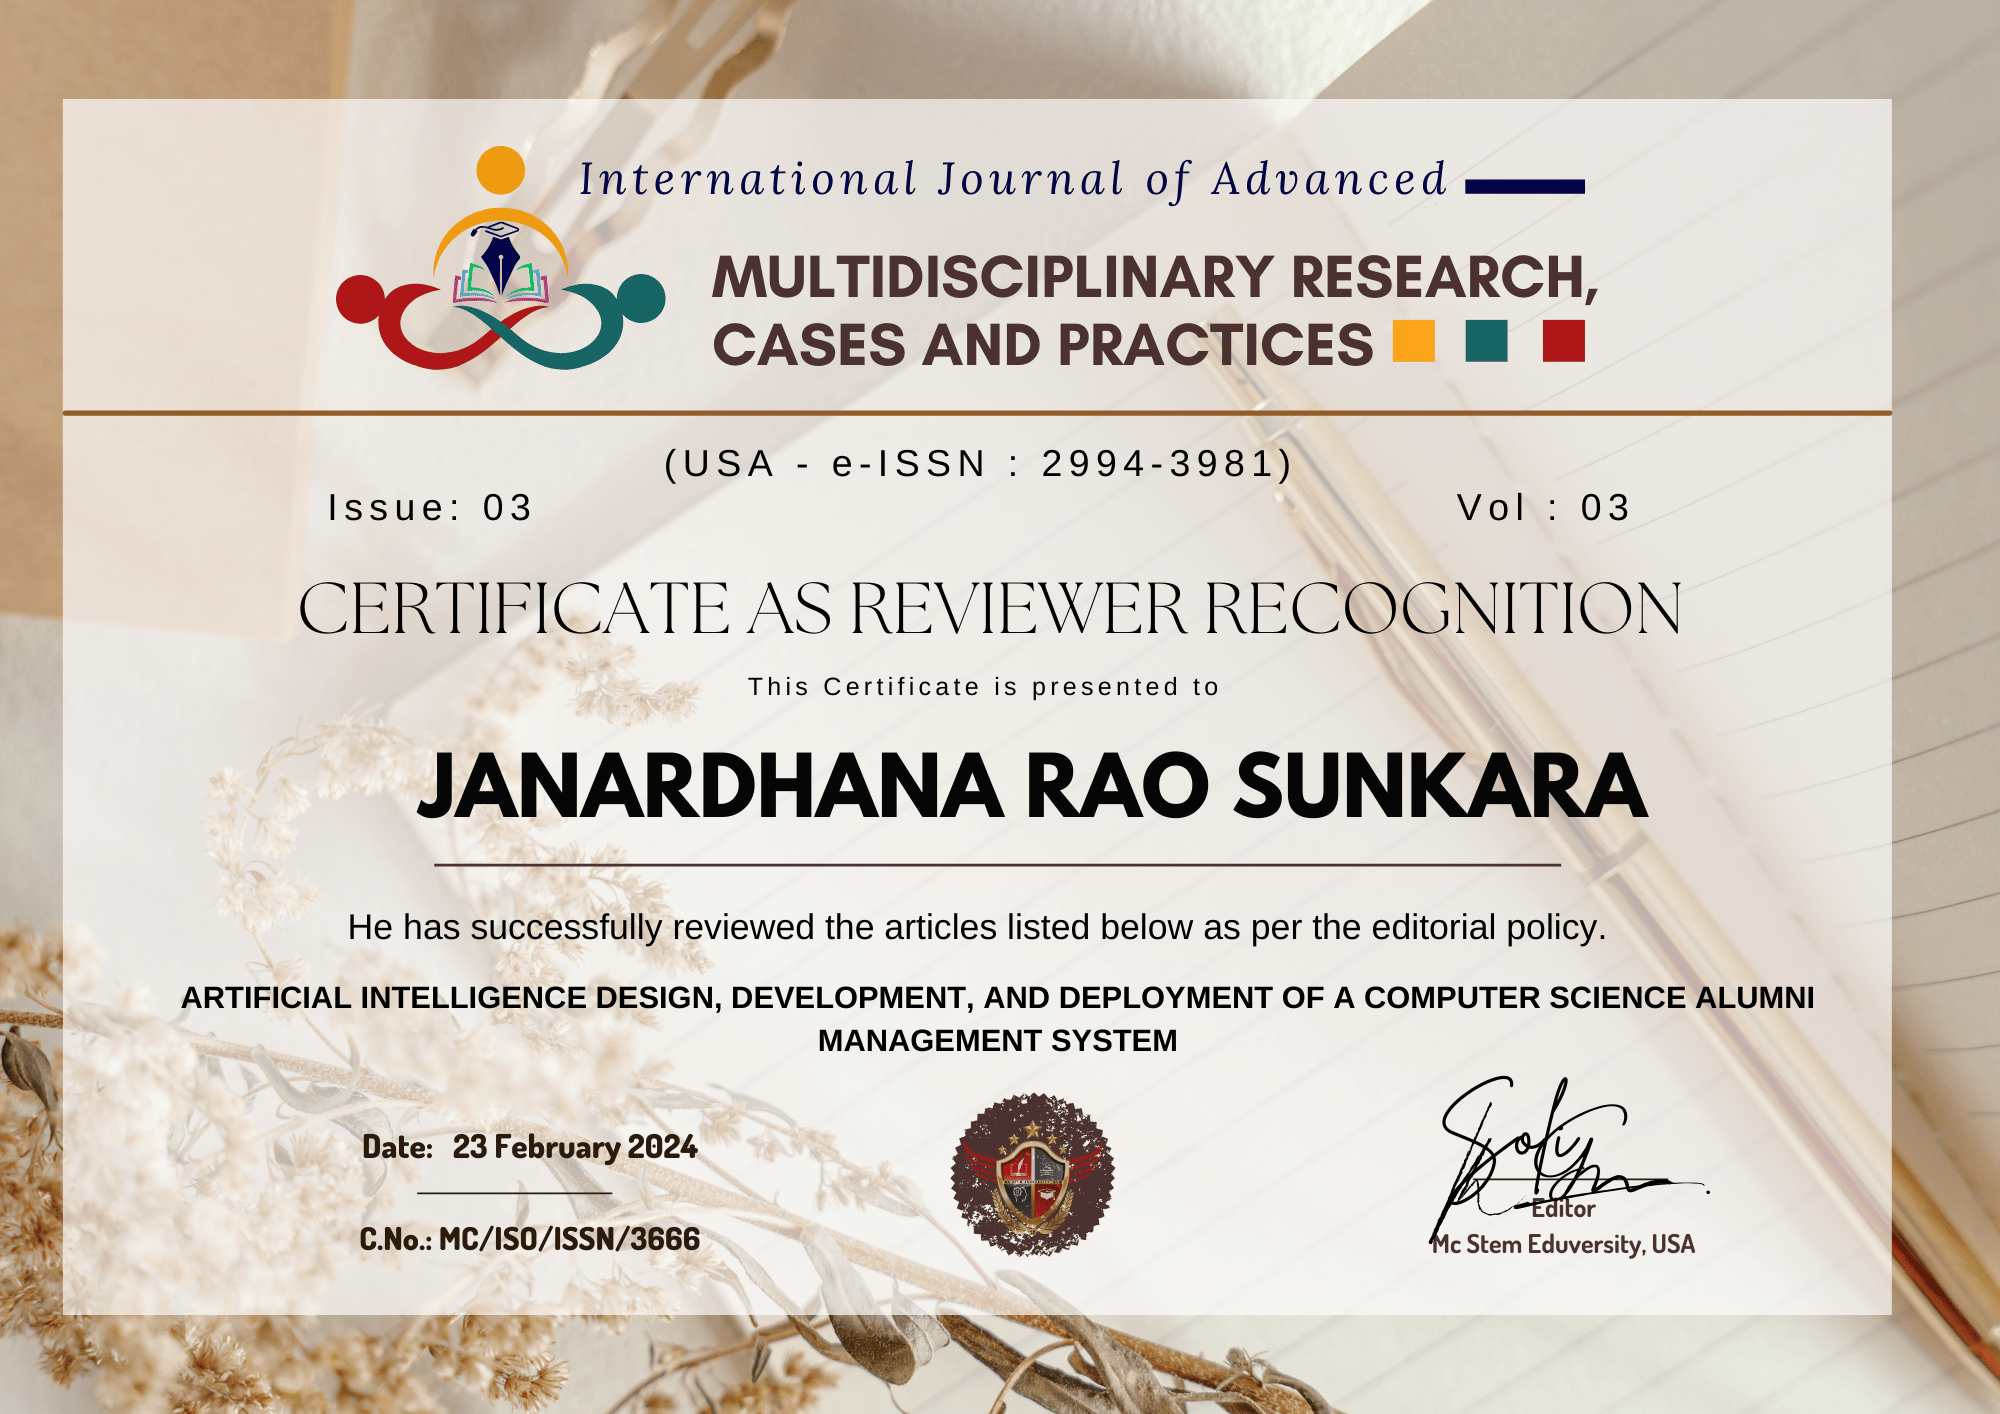 International Journal of Advanced
MULTIDISCIPLINARY RESEARCH,
CASES AND PRACTICES
(USA - e-ISSN : 2994-3981)
Issue: 03
Vol : 03
CERTIFICATE AS REVIEWER RECOGNITION
This Certificate is presented to
JANARDHANA RAO SUNKARA
He has successfully reviewed the articles listed below as per the editorial policy.
ARTIFICIAL INTELLIGENCE DESIGN, DEVELOPMENT, AND DEPLOYMENT OF A COMPUTER SCIENCE ALUMNI
MANAGEMENT SYSTEM
Date: 23 February 2024
C.No.: MC/ISO/ISSN/3666
Editor
Mc Stem Eduversity, USA